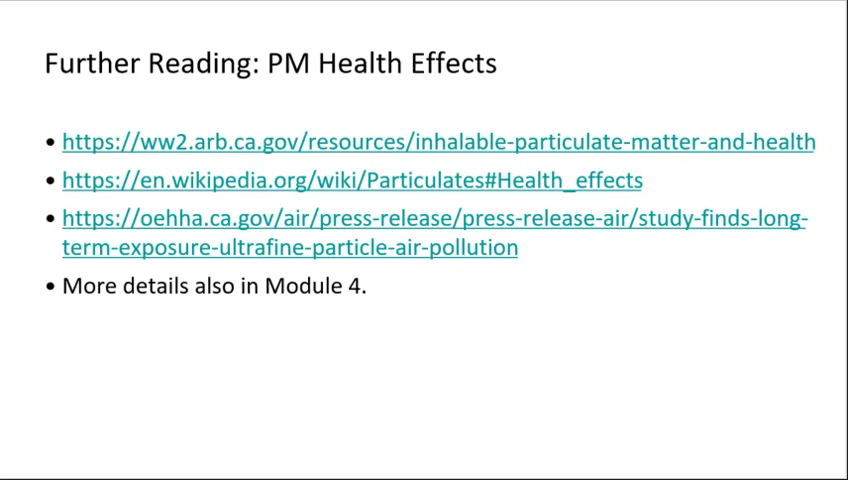 Further Reading: PM Health Effects
• https://ww2.arb.ca.gov/resources/inhalable-particulate-matter-and-health
• https://en.wikipedia.org/wiki/Particulates#Health_effects
• https://oehha.ca.gov/air/press-release/press-release-air/study-finds-long-
term-exposure-ultrafine-particle-air-pollution
• More details also in Module 4.